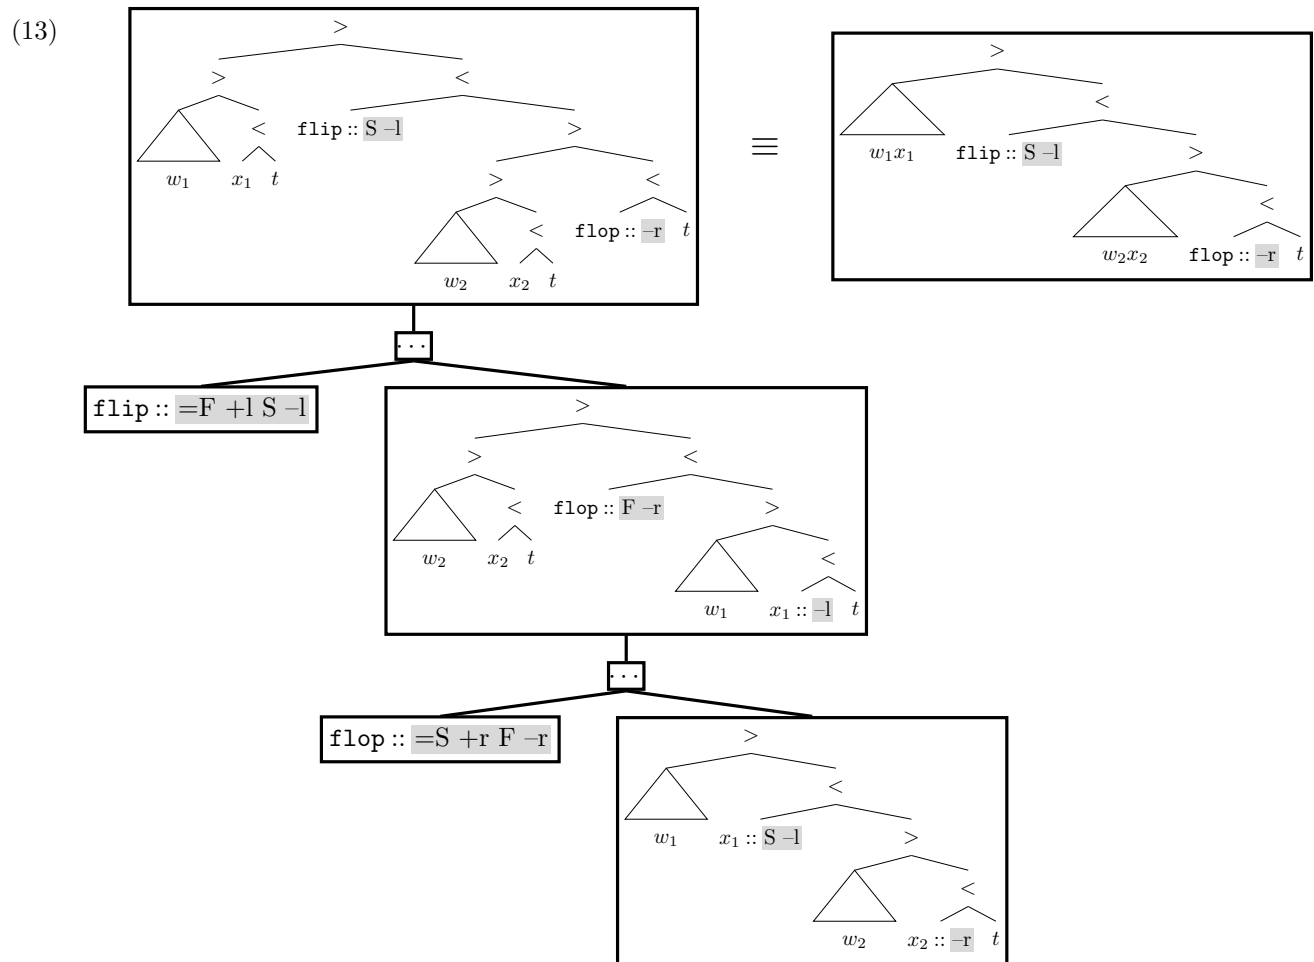 (13)
> >
> < <
< flip :: S –l > w₁x₁ flip :: S –l >
w₁ x₁ t > < <
< flop :: –r t w₂x₂ flop :: –r t
w₂ x₂ t
≡
. . .
flip :: =F +l S –l
>
> <
< flop :: F –r >
w₂ x₂ t <
w₁ x₁ :: –l t
. . .
flop :: =S +r F –r
>
<
w₁ x₁ :: S –l >
<
w₂ x₂ :: –r t